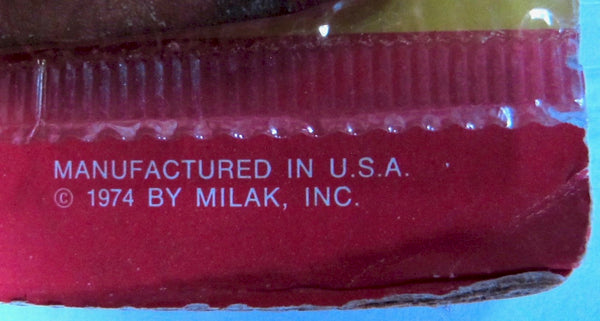 MANUFACTURED IN U.S.A.
© 1974 BY MILAK, INC.